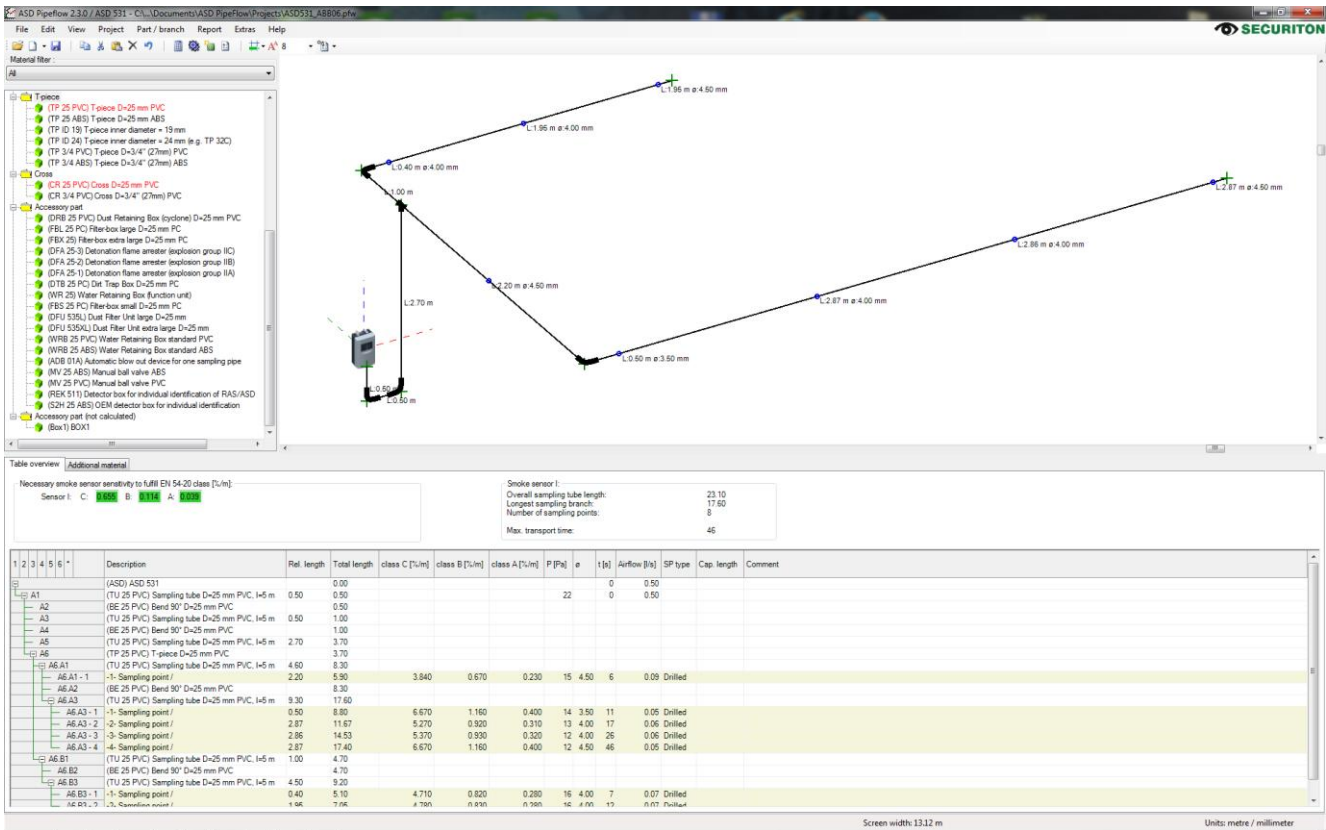 ASD Pipeflow 2.3.0 / ASD 531 - C:\...\Documents\ASD PipeFlow\Projects\ASD531_ABB06.pfw
File Edit View Project Part / branch Report Extras Help
SECURITON
8
Material filter :
All
T-piece
(TP 25 PVC) T-piece D=25 mm PVC
(TP 25 ABS) T-piece D=25 mm ABS
(TP ID 19) T-piece inner diameter = 19 mm
(TP ID 24) T-piece inner diameter = 24 mm (e.g. TP 32C)
(TP 3/4 PVC) T-piece D=3/4" (27mm) PVC
(TP 3/4 ABS) T-piece D=3/4" (27mm) ABS
Cross
(CR 25 PVC) Cross D=25 mm PVC
(CR 3/4 PVC) Cross D=3/4" (27mm) PVC
Accessory part
(DRB 25 PVC) Dust Retaining Box (cyclone) D=25 mm PVC
(FBL 25 PC) Filter-box large D=25 mm PC
(FBX 25) Filter-box extra large D=25 mm PC
(DFA 25-3) Detonation flame arrester (explosion group IIC)
(DFA 25-2) Detonation flame arrester (explosion group IIB)
(DFA 25-1) Detonation flame arrester (explosion group IIA)
(DTB 25 PC) Dirt Trap Box D=25 mm PC
(WR 25) Water Retaining Box (function unit)
(FBS 25 PC) Filter-box small D=25 mm PC
(DFU 535L) Dust Filter Unit large D=25 mm
(DFU 535XL) Dust Filter Unit extra large D=25 mm
(WRB 25 PVC) Water Retaining Box standard PVC
(WRB 25 ABS) Water Retaining Box standard ABS
(ADB 01A) Automatic blow out device for one sampling pipe
(MV 25 ABS) Manual ball valve ABS
(MV 25 PVC) Manual ball valve PVC
(REK 511) Detector box for individual identification of RAS/ASD
(S2H 25 ABS) OEM detector box for individual identification
Accessory part (not calculated)
(Box1) BOX1
L:1.95 m ø:4.50 mm
L:1.95 m ø:4.00 mm
L:0.40 m ø:4.00 mm
L:1.00 m
L:2.87 m ø:4.50 mm
L:2.86 m ø:4.00 mm
L:2.20 m ø:4.50 mm
L:2.87 m ø:4.00 mm
L:2.70 m
L:0.50 m ø:3.50 mm
L:0.50 m
L:0.50 m
Table overview Additional material
Necessary smoke sensor sensitivity to fulfill EN 54-20 class [%/m]:
Sensor I: C: 0.655 B: 0.114 A: 0.039
Smoke sensor I:
Overall sampling tube length: 23.10
Longest sampling branch: 17.60
Number of sampling points: 8
Max. transport time: 46
1 2 3 4 5 6 * Description Rel. length Total length class C [%/m] class B [%/m] class A [%/m] P [Pa] ø t [s] Airflow [l/s] SP type Cap. length Comment
(ASD) ASD 531 0.00 0 0.50
A1 (TU 25 PVC) Sampling tube D=25 mm PVC, l=5 m 0.50 0.50 22 0 0.50
A2 (BE 25 PVC) Bend 90° D=25 mm PVC 0.50
A3 (TU 25 PVC) Sampling tube D=25 mm PVC, l=5 m 0.50 1.00
A4 (BE 25 PVC) Bend 90° D=25 mm PVC 1.00
A5 (TU 25 PVC) Sampling tube D=25 mm PVC, l=5 m 2.70 3.70
A6 (TP 25 PVC) T-piece D=25 mm PVC 3.70
A6.A1 (TU 25 PVC) Sampling tube D=25 mm PVC, l=5 m 4.60 8.30
A6.A1 - 1 -1- Sampling point / 2.20 5.90 3.840 0.670 0.230 15 4.50 6 0.09 Drilled
A6.A2 (BE 25 PVC) Bend 90° D=25 mm PVC 8.30
A6.A3 (TU 25 PVC) Sampling tube D=25 mm PVC, l=5 m 9.30 17.60
A6.A3 - 1 -1- Sampling point / 0.50 8.80 6.670 1.160 0.400 14 3.50 11 0.05 Drilled
A6.A3 - 2 -2- Sampling point / 2.87 11.67 5.270 0.920 0.310 13 4.00 17 0.06 Drilled
A6.A3 - 3 -3- Sampling point / 2.86 14.53 5.370 0.930 0.320 12 4.00 26 0.06 Drilled
A6.A3 - 4 -4- Sampling point / 2.87 17.40 6.670 1.160 0.400 12 4.50 46 0.05 Drilled
A6.B1 (TU 25 PVC) Sampling tube D=25 mm PVC, l=5 m 1.00 4.70
A6.B2 (BE 25 PVC) Bend 90° D=25 mm PVC 4.70
A6.B3 (TU 25 PVC) Sampling tube D=25 mm PVC, l=5 m 4.50 9.20
A6.B3 - 1 -1- Sampling point / 0.40 5.10 4.710 0.820 0.280 16 4.00 7 0.07 Drilled
A6.B3 - 2 -2- Sampling point / 1.95 7.05 4.780 0.830 0.280 16 4.00 12 0.07 Drilled
Screen width: 13.12 m Units: metre / millimeter